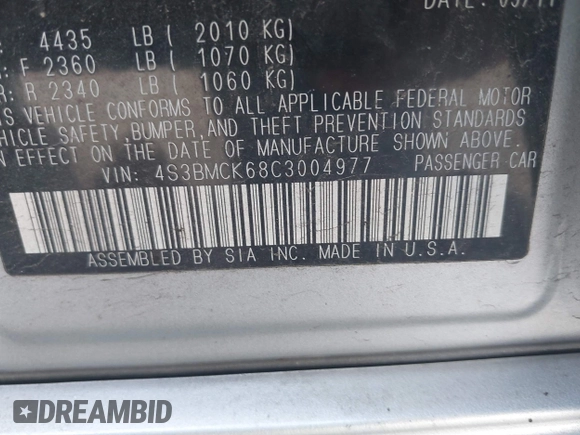 DATE: 05/11
: 4435 LB ( 2010 KG)
: F 2360 LB ( 1070 KG)
R: R 2340 LB ( 1060 KG)
IS VEHICLE CONFORMS TO ALL APPLICABLE FEDERAL MOTOR
HICLE SAFETY, BUMPER, AND THEFT PREVENTION STANDARDS
N EFFECT ON THE DATE OF MANUFACTURE SHOWN ABOVE.
VIN: 4S3BMCK68C3004977 PASSENGER CAR
ASSEMBLED BY SIA INC. MADE IN U.S.A.
DREAMBID